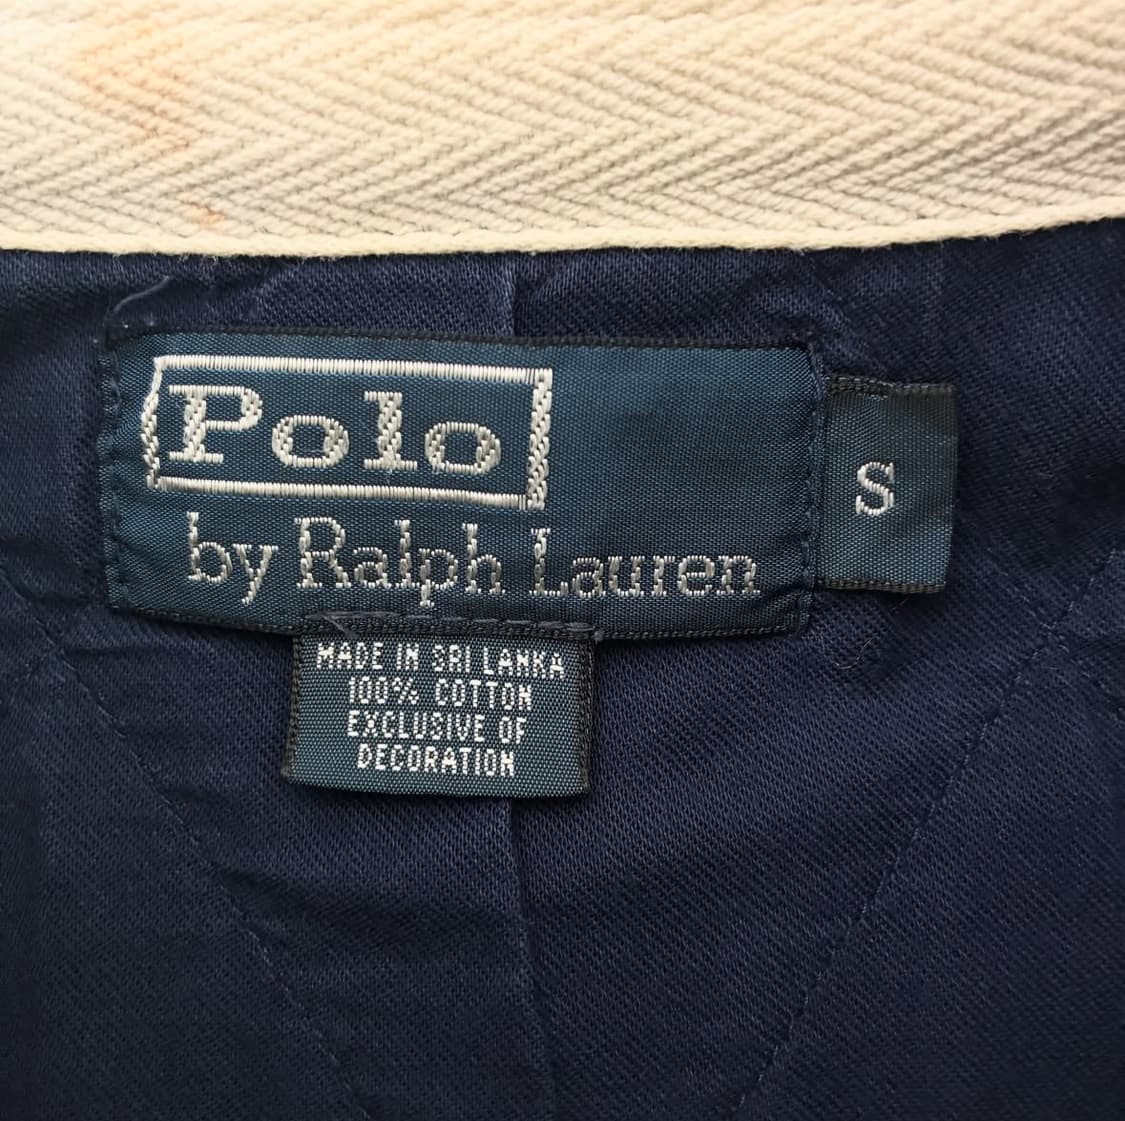 Polo
by Ralph Lauren
S
MADE IN SRI LANKA
100% COTTON
EXCLUSIVE OF
DECORATION